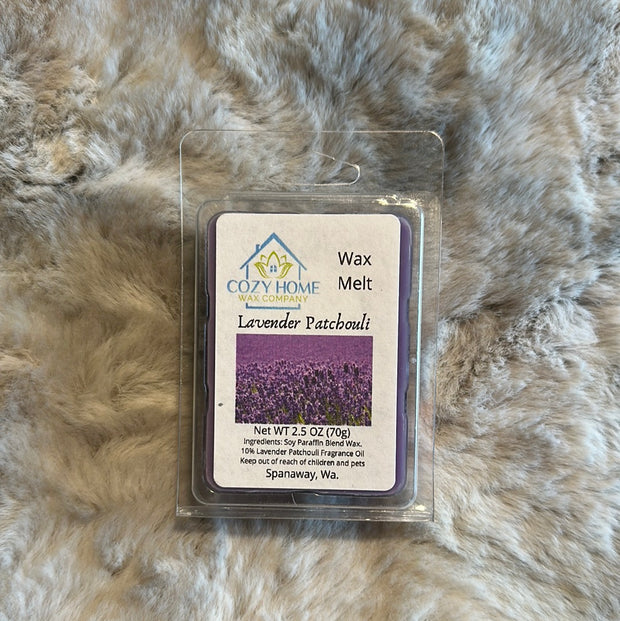 Wax
Melt
COZY HOME
WAX COMPANY
Lavender Patchouli
Net WT 2.5 OZ (70g)
Ingredients: Soy Paraffin Blend Wax.
10% Lavender Patchouli Fragrance Oil
Keep out of reach of children and pets
Spanaway, Wa.